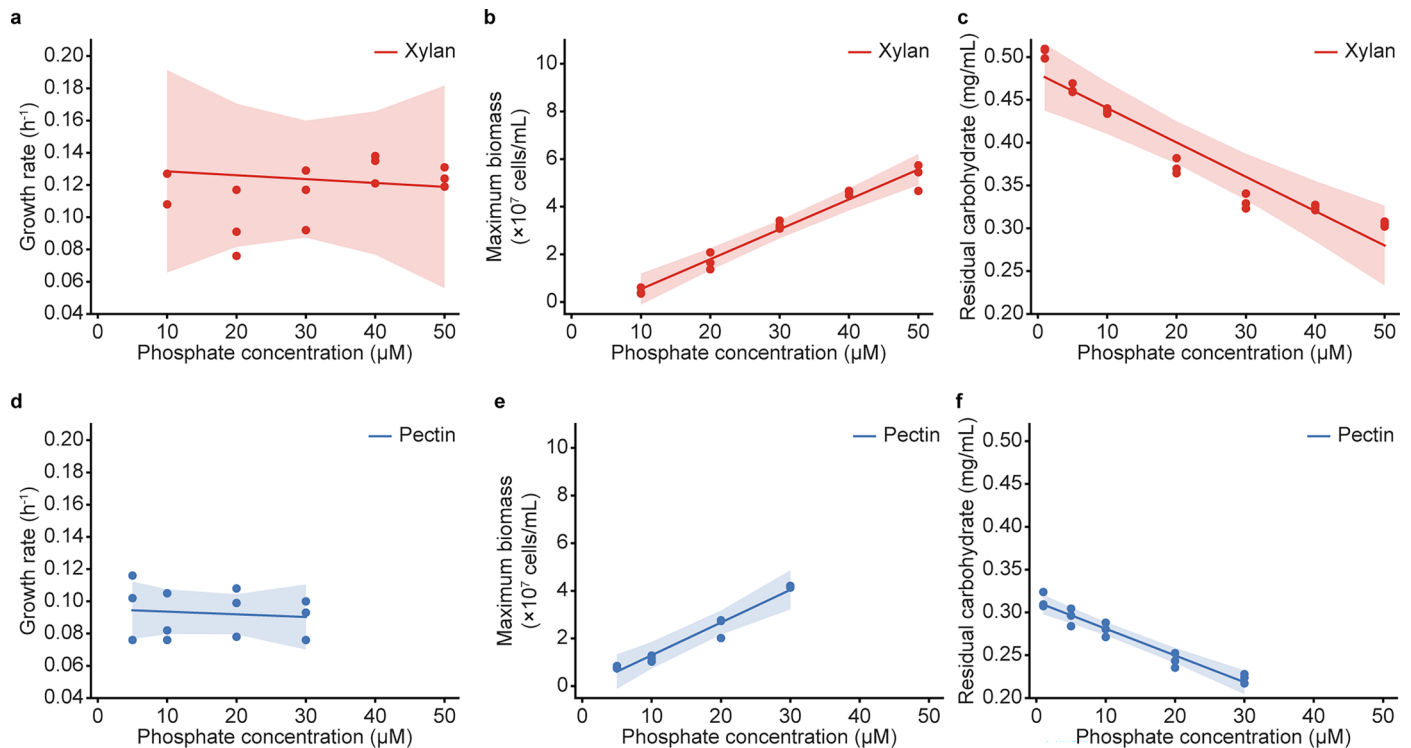 a
Xylan
Growth rate (h⁻¹)
0.20
0.18
0.16
0.14
0.12
0.10
0.08
0.06
0.04
0 10 20 30 40 50
Phosphate concentration (µM)
b
Xylan
Maximum biomass
(×10⁷ cells/mL)
10
8
6
4
2
0
0 10 20 30 40 50
Phosphate concentration (µM)
c
Xylan
Residual carbohydrate (mg/mL)
0.50
0.45
0.40
0.35
0.30
0.25
0.20
0 10 20 30 40 50
Phosphate concentration (µM)
d
Pectin
Growth rate (h⁻¹)
0.20
0.18
0.16
0.14
0.12
0.10
0.08
0.06
0.04
0 10 20 30 40 50
Phosphate concentration (µM)
e
Pectin
Maximum biomass
(×10⁷ cells/mL)
10
8
6
4
2
0
0 10 20 30 40 50
Phosphate concentration (µM)
f
Pectin
Residual carbohydrate (mg/mL)
0.50
0.45
0.40
0.35
0.30
0.25
0.20
0 10 20 30 40 50
Phosphate concentration (µM)